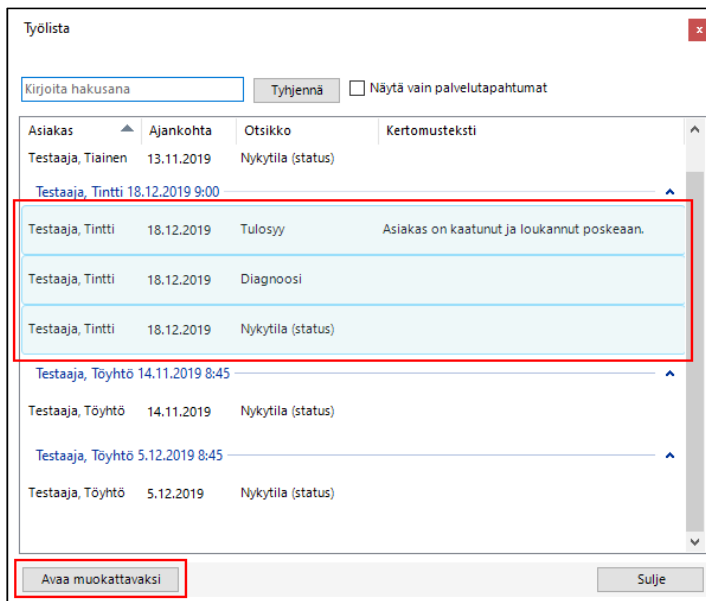 Työlista x
Kirjoita hakusana Tyhjennä Näytä vain palvelutapahtumat
Asiakas Ajankohta Otsikko Kertomusteksti
Testaaja, Tiainen 13.11.2019 Nykytila (status)
Testaaja, Tintti 18.12.2019 9:00
Testaaja, Tintti 18.12.2019 Tulosyy Asiakas on kaatunut ja loukannut poskeaan.
Testaaja, Tintti 18.12.2019 Diagnoosi
Testaaja, Tintti 18.12.2019 Nykytila (status)
Testaaja, Töyhtö 14.11.2019 8:45
Testaaja, Töyhtö 14.11.2019 Nykytila (status)
Testaaja, Töyhtö 5.12.2019 8:45
Testaaja, Töyhtö 5.12.2019 Nykytila (status)
Avaa muokattavaksi Sulje